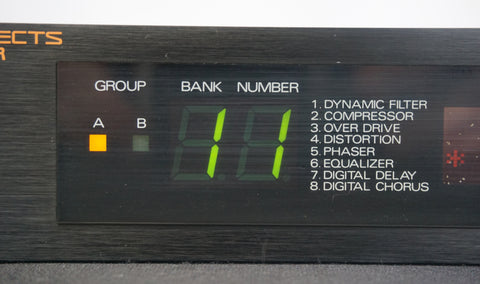 ECTS
R
GROUP BANK NUMBER
A B
11
1. DYNAMIC FILTER
2. COMPRESSOR
3. OVER DRIVE
4. DISTORTION
5. PHASER
6. EQUALIZER
7. DIGITAL DELAY
8. DIGITAL CHORUS
*